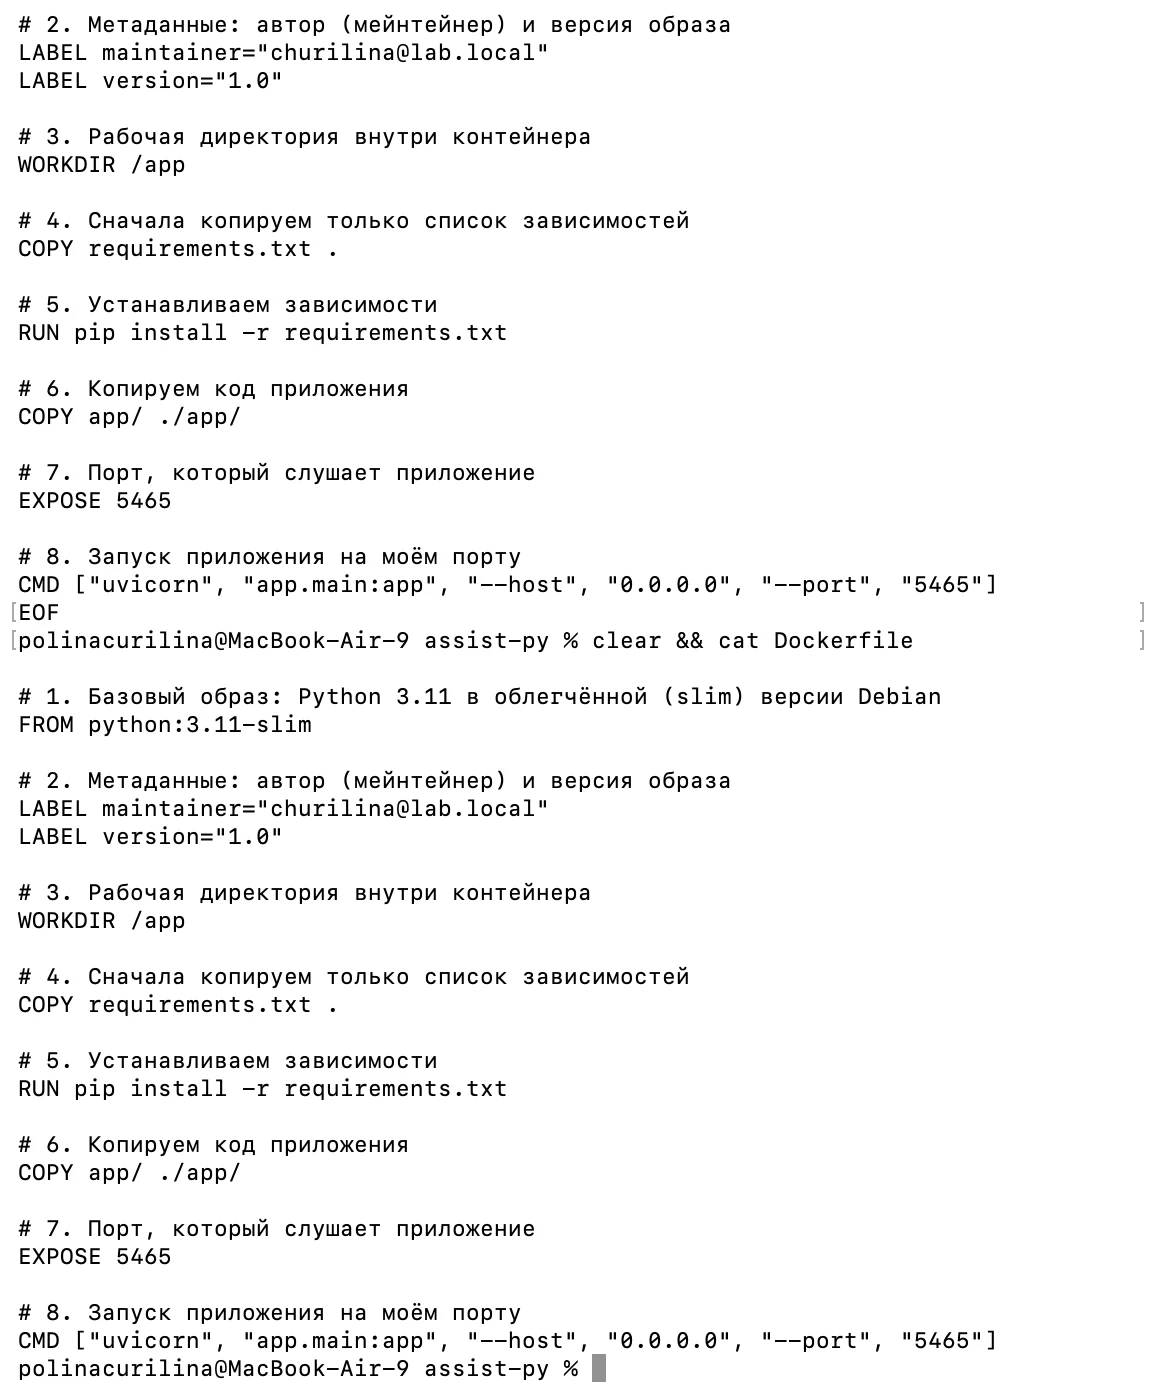 # 2. Метаданные: автор (мейнтейнер) и версия образа
LABEL maintainer="churilina@lab.local"
LABEL version="1.0"
# 3. Рабочая директория внутри контейнера
WORKDIR /app
# 4. Сначала копируем только список зависимостей
COPY requirements.txt .
# 5. Устанавливаем зависимости
RUN pip install -r requirements.txt
# 6. Копируем код приложения
COPY app/ ./app/
# 7. Порт, который слушает приложение
EXPOSE 5465
# 8. Запуск приложения на моём порту
CMD ["uvicorn", "app.main:app", "--host", "0.0.0.0", "--port", "5465"]
[EOF ]
[polinacurilina@MacBook-Air-9 assist-py % clear && cat Dockerfile ]
# 1. Базовый образ: Python 3.11 в облегчённой (slim) версии Debian
FROM python:3.11-slim
# 2. Метаданные: автор (мейнтейнер) и версия образа
LABEL maintainer="churilina@lab.local"
LABEL version="1.0"
# 3. Рабочая директория внутри контейнера
WORKDIR /app
# 4. Сначала копируем только список зависимостей
COPY requirements.txt .
# 5. Устанавливаем зависимости
RUN pip install -r requirements.txt
# 6. Копируем код приложения
COPY app/ ./app/
# 7. Порт, который слушает приложение
EXPOSE 5465
# 8. Запуск приложения на моём порту
CMD ["uvicorn", "app.main:app", "--host", "0.0.0.0", "--port", "5465"]
polinacurilina@MacBook-Air-9 assist-py %